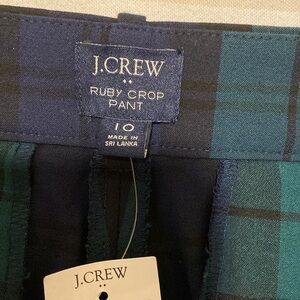 J.CREW
RUBY CROP
PANT
10
MADE IN
SRI LANKA
J.CREW